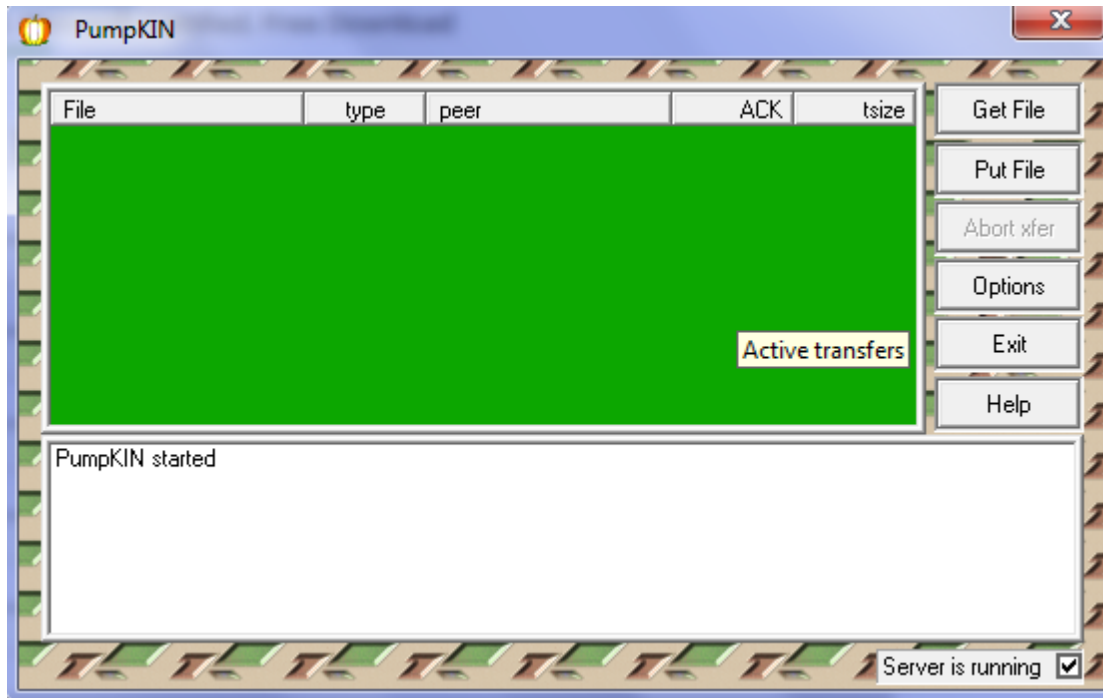 PumpKIN
File type peer ACK tsize
Get File
Put File
Abort xfer
Options
Active transfers
Exit
Help
PumpKIN started
Server is running